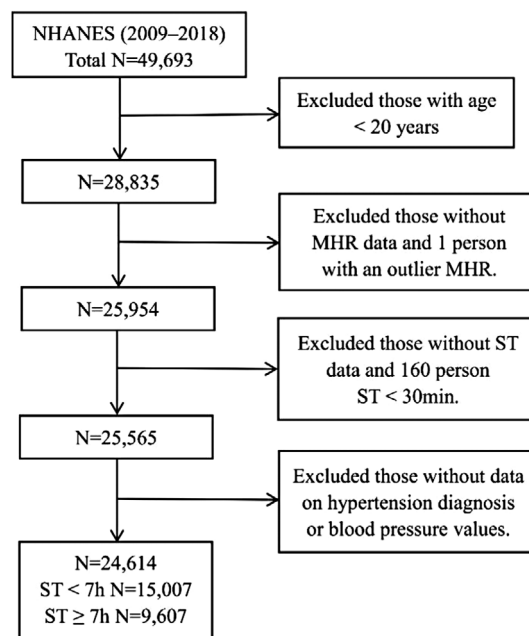 NHANES (2009–2018)
Total N=49,693
Excluded those with age
< 20 years
N=28,835
Excluded those without
MHR data and 1 person
with an outlier MHR.
N=25,954
Excluded those without ST
data and 160 person
ST < 30min.
N=25,565
Excluded those without data
on hypertension diagnosis
or blood pressure values.
N=24,614
ST < 7h N=15,007
ST ≥ 7h N=9,607